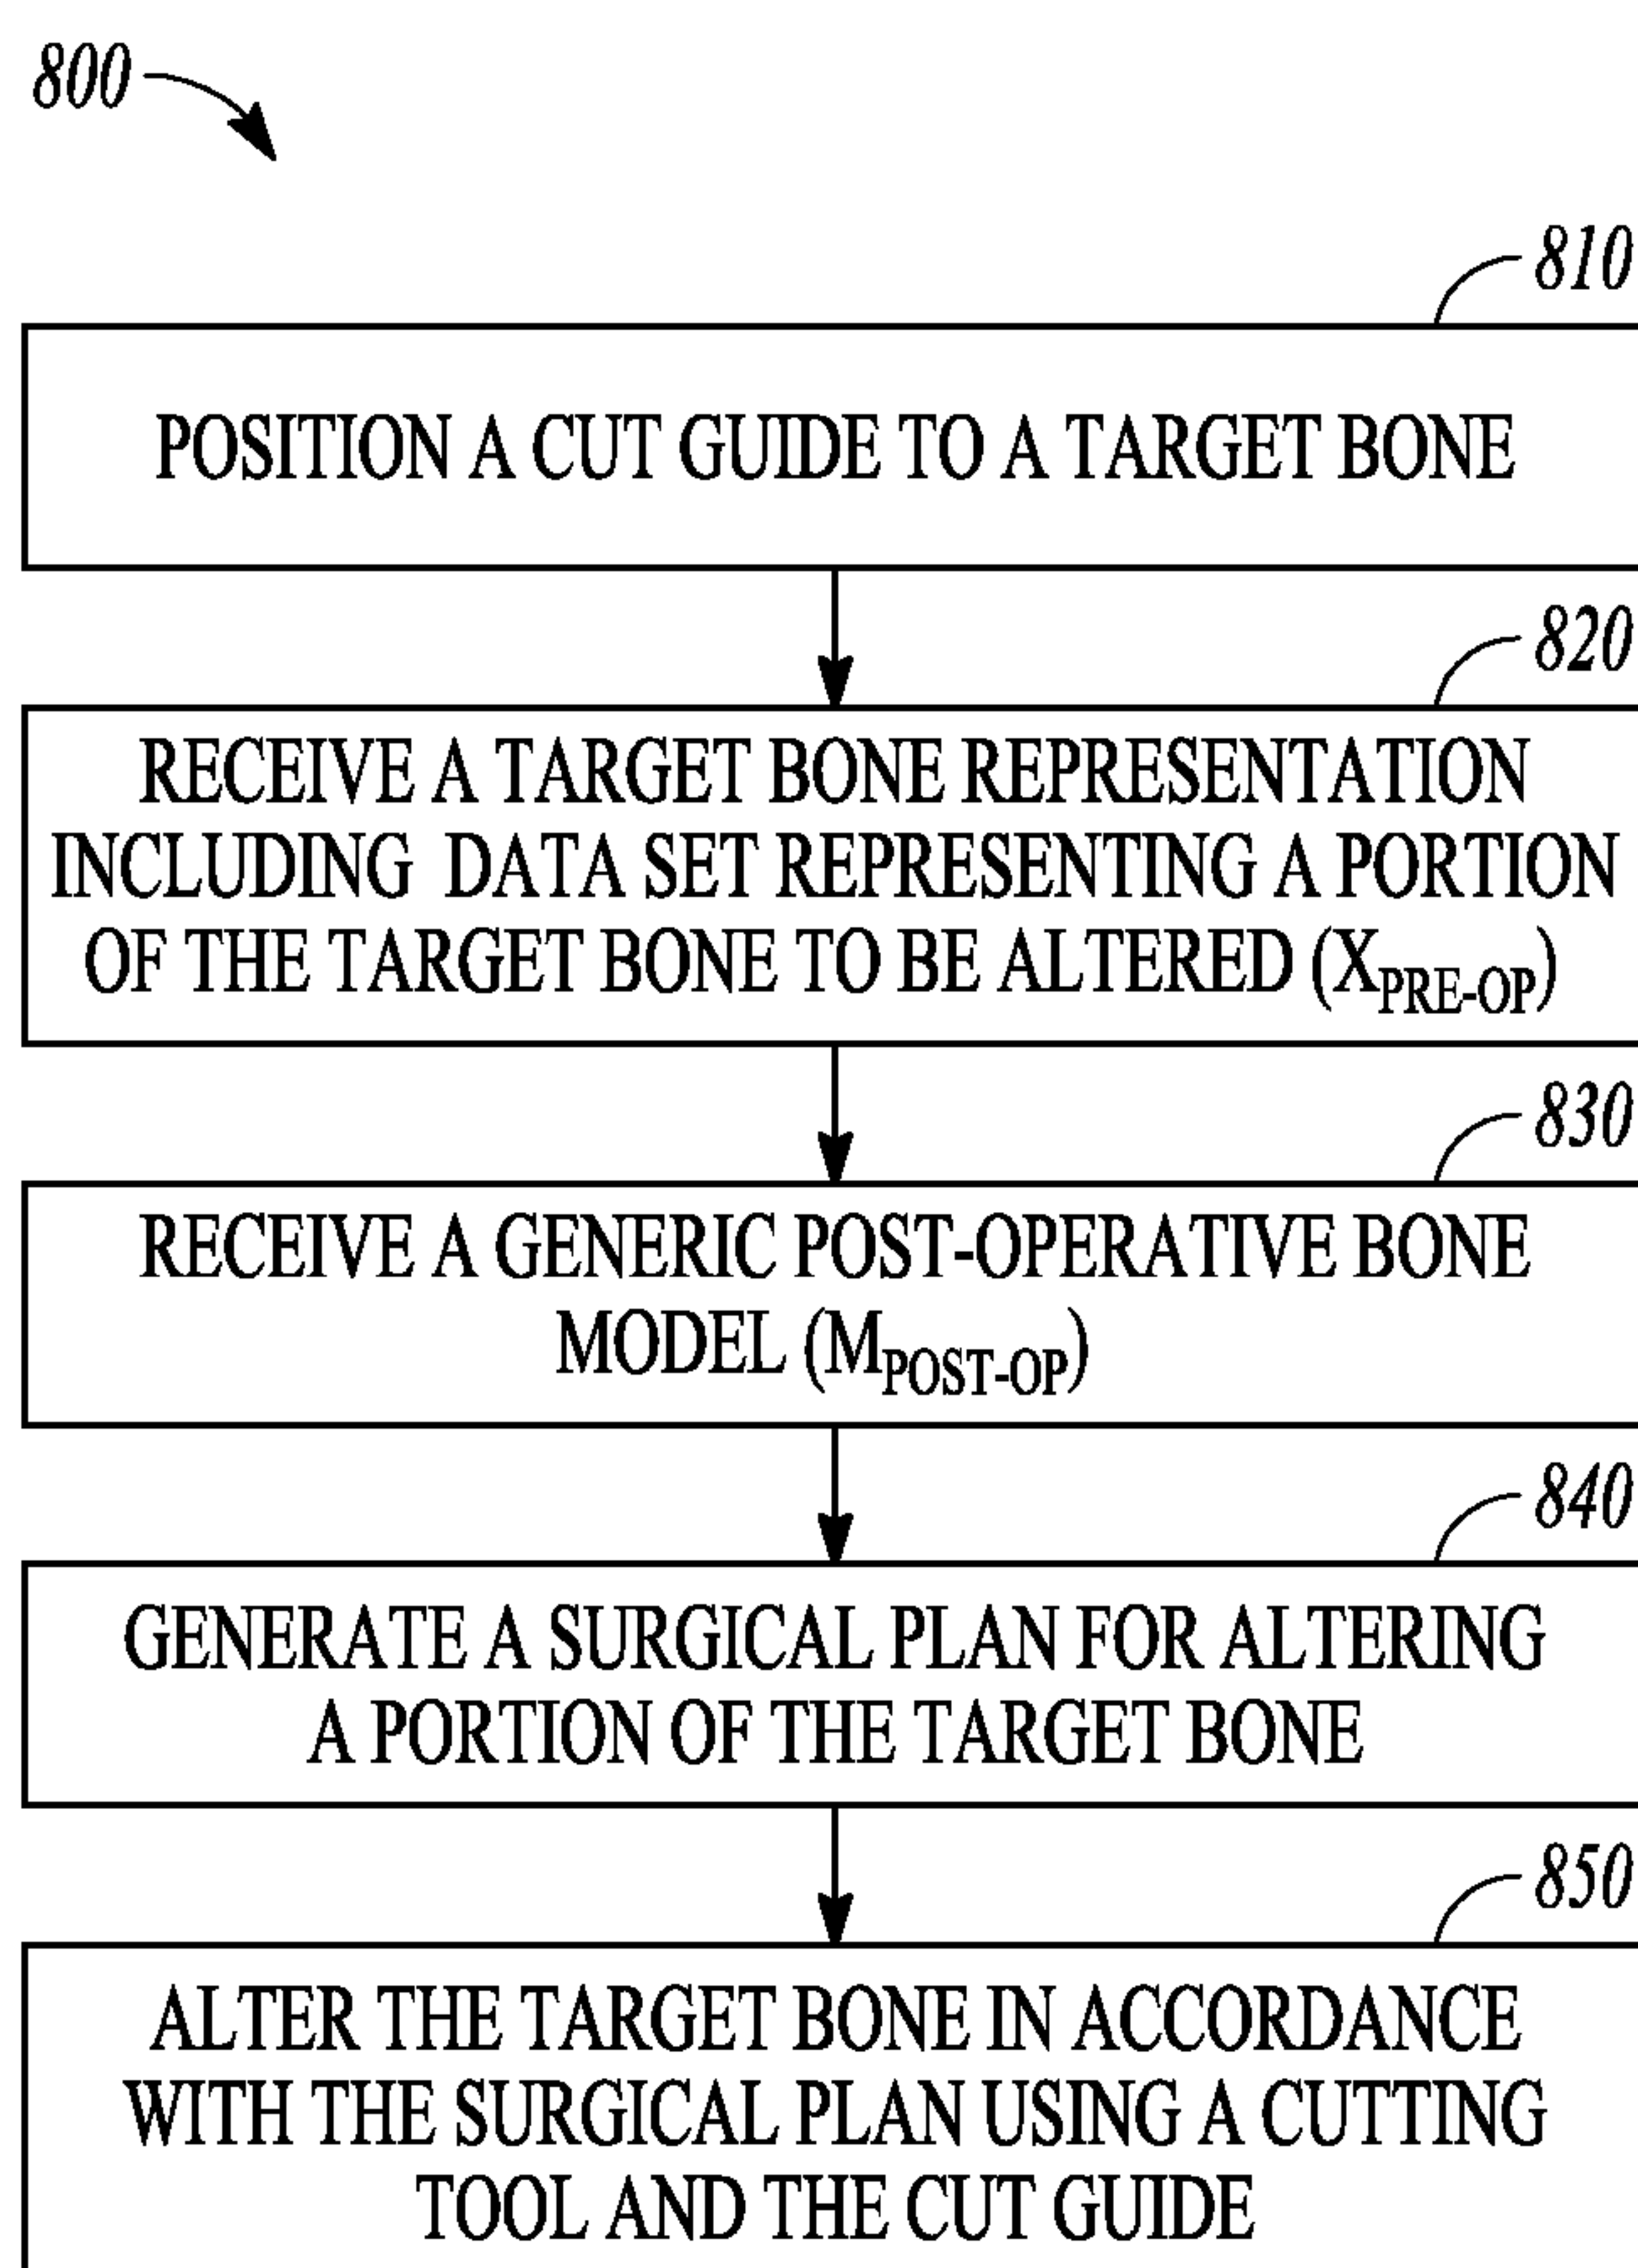 800
810
POSITION A CUT GUIDE TO A TARGET BONE
820
RECEIVE A TARGET BONE REPRESENTATION
INCLUDING DATA SET REPRESENTING A PORTION
OF THE TARGET BONE TO BE ALTERED (XPRE-OP)
830
RECEIVE A GENERIC POST-OPERATIVE BONE
MODEL (MPOST-OP)
840
GENERATE A SURGICAL PLAN FOR ALTERING
A PORTION OF THE TARGET BONE
850
ALTER THE TARGET BONE IN ACCORDANCE
WITH THE SURGICAL PLAN USING A CUTTING
TOOL AND THE CUT GUIDE